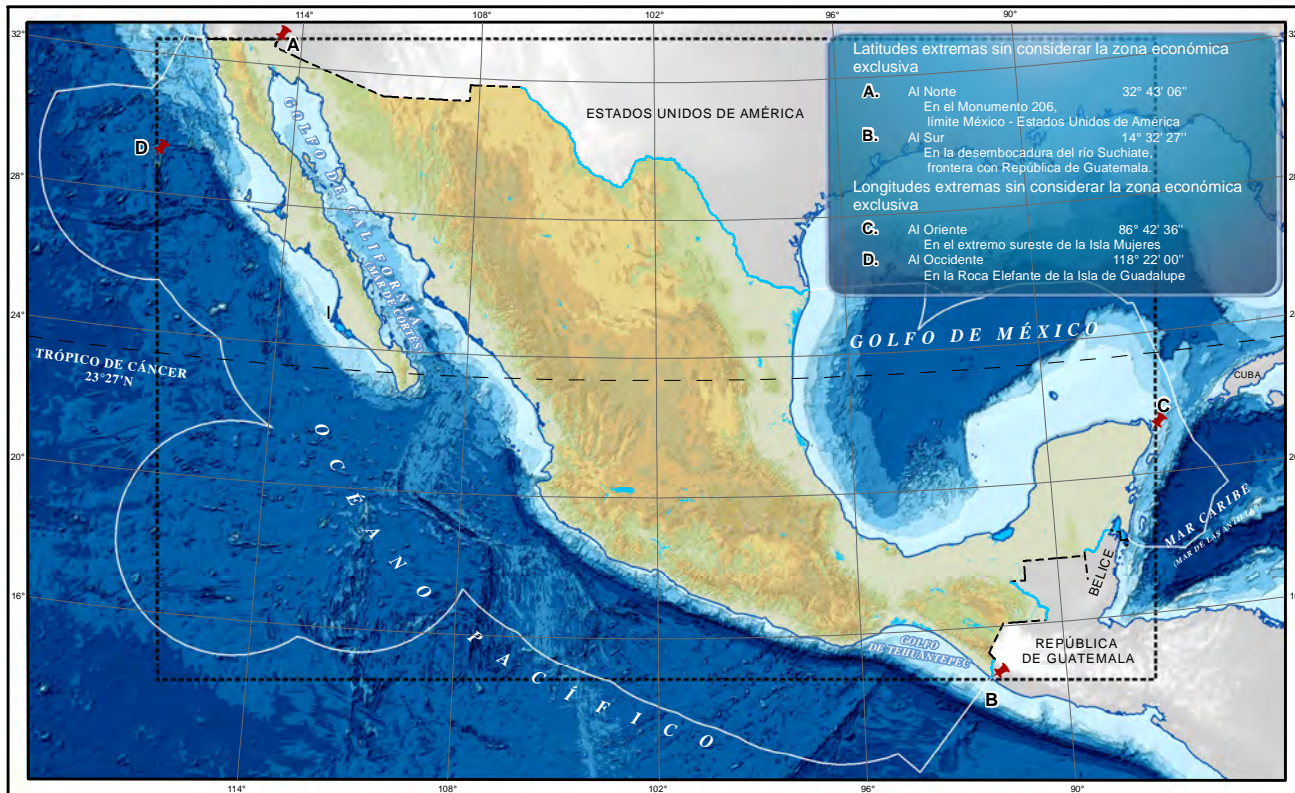 114°
108°
102°
96°
90°
32°
A
Latitudes extremas sin considerar la zona económica
exclusiva
A. Al Norte 32° 43' 06"
En el Monumento 206,
límite México - Estados Unidos de América
B. Al Sur 14° 32' 27"
En la desembocadura del río Suchiate,
frontera con República de Guatemala.
Longitudes extremas sin considerar la zona económica
exclusiva
C. Al Oriente 86° 42' 36"
En el extremo sureste de la Isla Mujeres
D. Al Occidente 118° 22' 00"
En la Roca Elefante de la Isla de Guadalupe
ESTADOS UNIDOS DE AMÉRICA
D
28°
GOLFO DE CALIFORNIA
(MAR DE CORTÉS)
24°
GOLFO DE MÉXICO
TRÓPICO DE CÁNCER
23°27'N
CUBA
C
20°
OCÉANO PACÍFICO
MAR CARIBE
(MAR DE LAS ANTILLAS)
BELICE
16°
GOLFO
DE TEHUANTEPEC
REPÚBLICA
DE GUATEMALA
B
114°
108°
102°
96°
90°